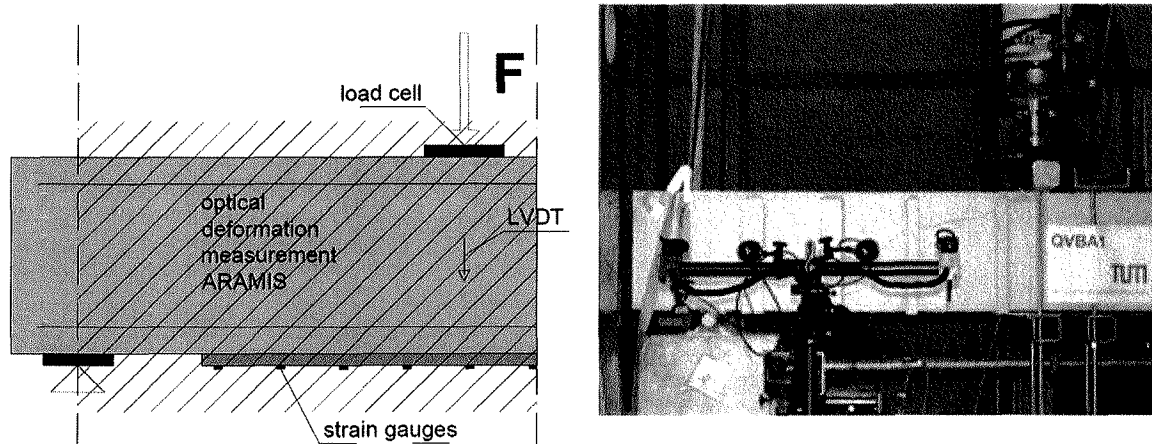 F
load cell
optical
deformation
measurement
ARAMIS
LVDT
strain gauges
QVBA1
TUM